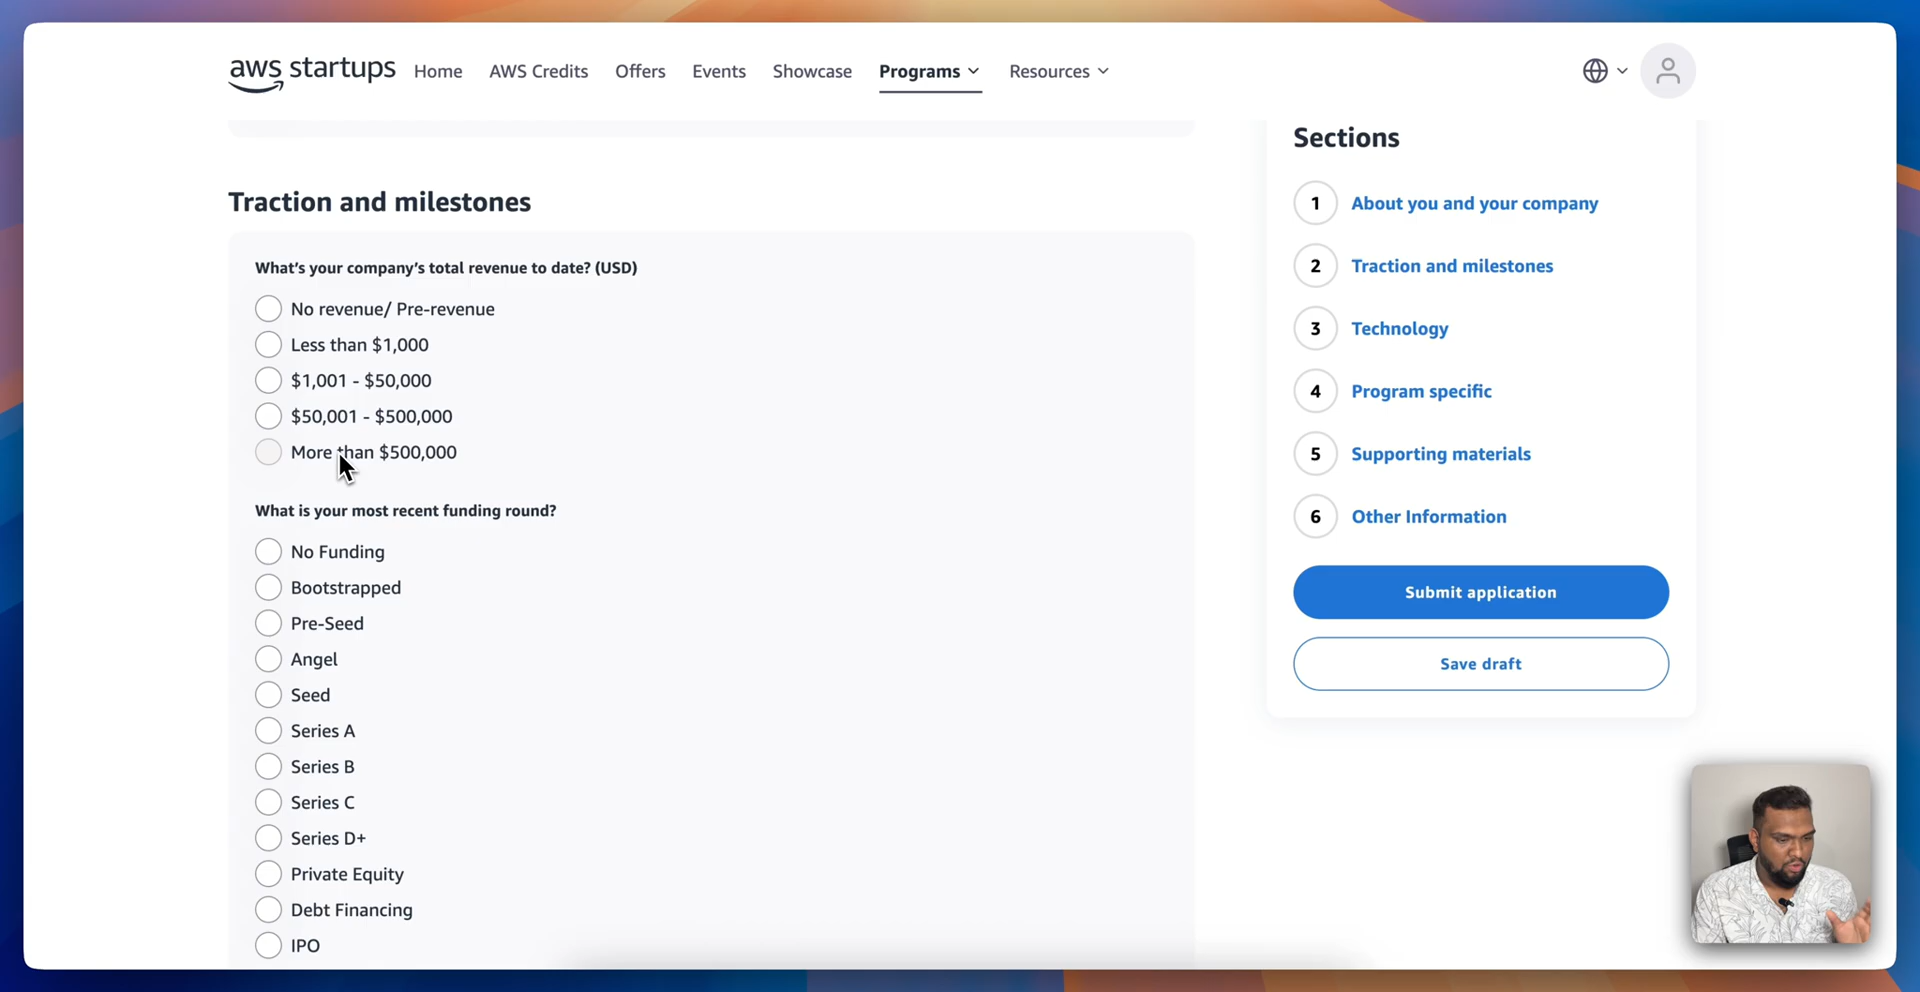 aws startups Home AWS Credits Offers Events Showcase Programs Resources
Traction and milestones
What's your company's total revenue to date? (USD)
No revenue/ Pre-revenue
Less than $1,000
$1,001 - $50,000
$50,001 - $500,000
More than $500,000
What is your most recent funding round?
No Funding
Bootstrapped
Pre-Seed
Angel
Seed
Series A
Series B
Series C
Series D+
Private Equity
Debt Financing
IPO
Sections
1 About you and your company
2 Traction and milestones
3 Technology
4 Program specific
5 Supporting materials
6 Other Information
Submit application
Save draft